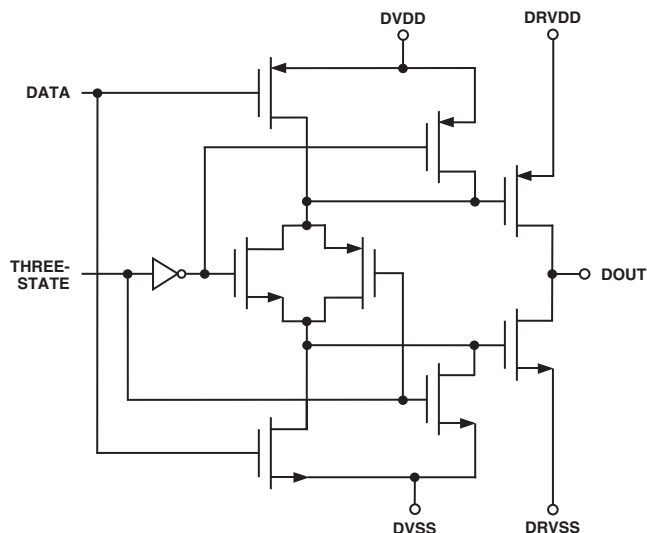 DVDD
DRVDD
DATA
THREE-
STATE
DOUT
DVSS
DRVSS